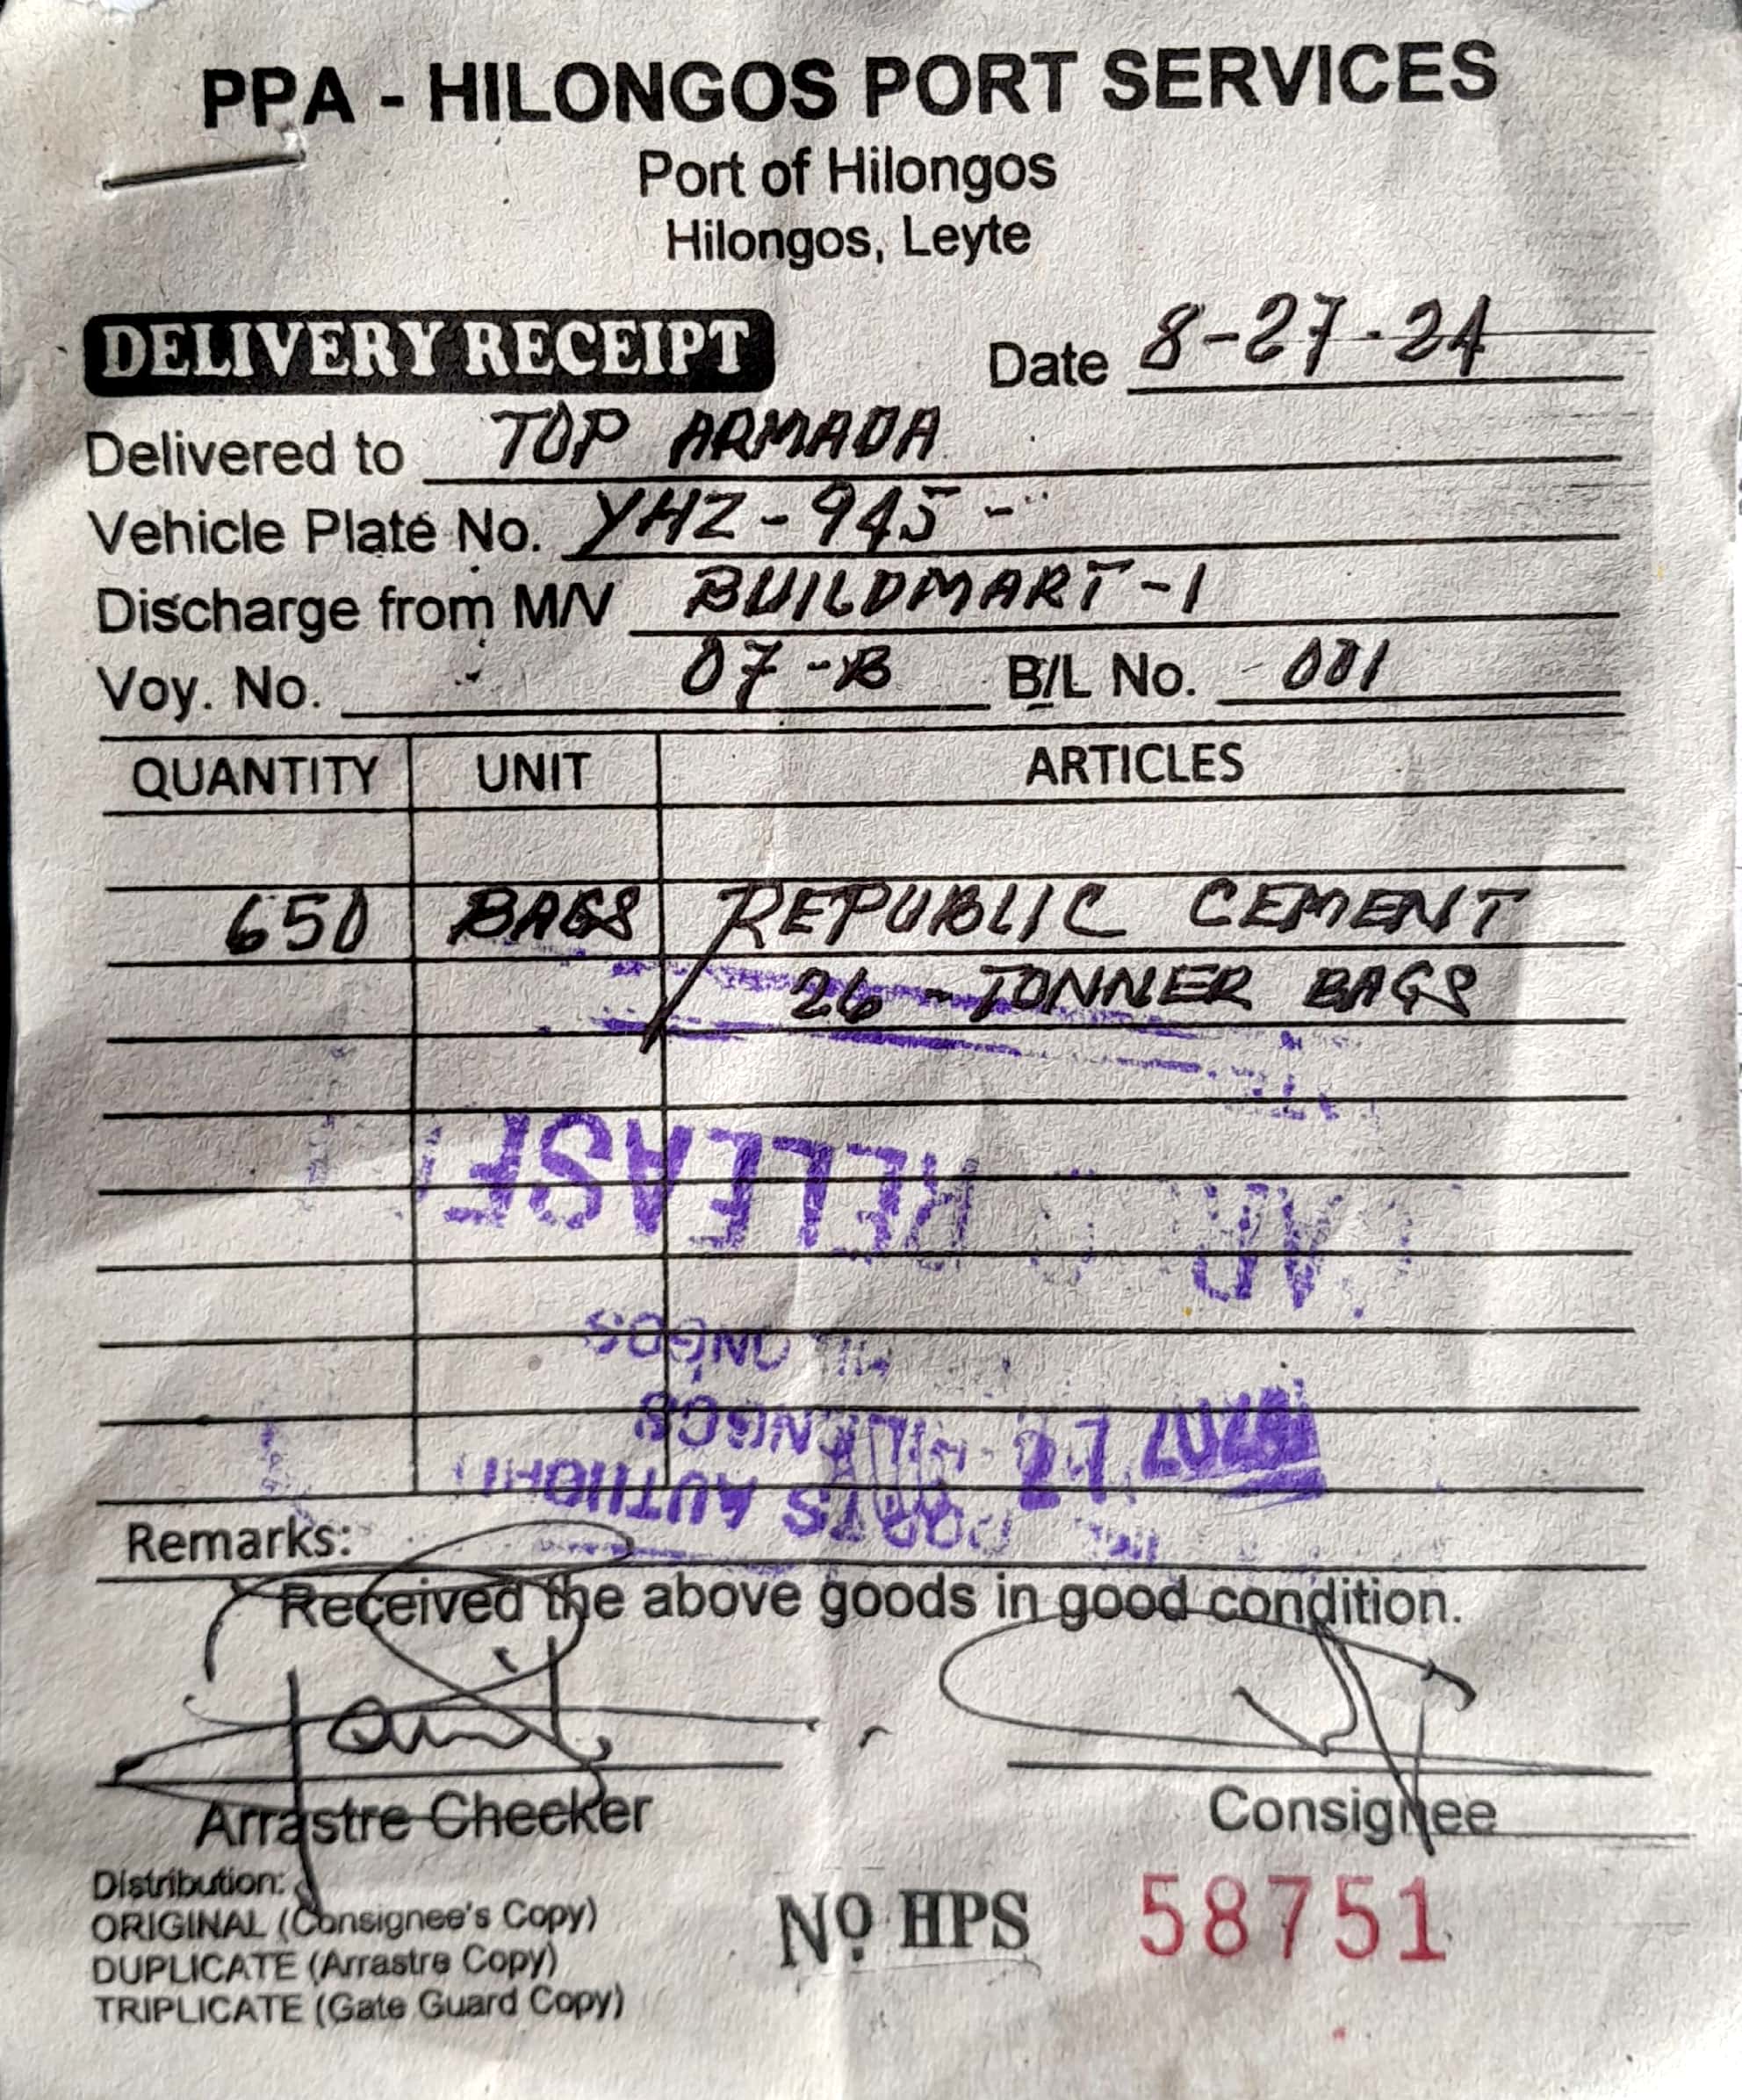 PPA - HILONGOS PORT SERVICES
Port of Hilongos
Hilongos, Leyte
DELIVERY RECEIPT Date 8-27-24
Delivered to TOP ARMADA
Vehicle Plate No. YHZ-945
Discharge from M/V BUILDMART-1
Voy. No. 07-B B/L No. 001
QUANTITY UNIT ARTICLES
650 BAGS REPUBLIC CEMENT
26 - TONNER BAGS
RELEASE
HILONGOS
PORTS
Remarks:
Received the above goods in good condition.
Arrastre Checker Consignee
Distribution:
ORIGINAL (Consignee's Copy)
DUPLICATE (Arrastre Copy)
TRIPLICATE (Gate Guard Copy)
No HPS 58751